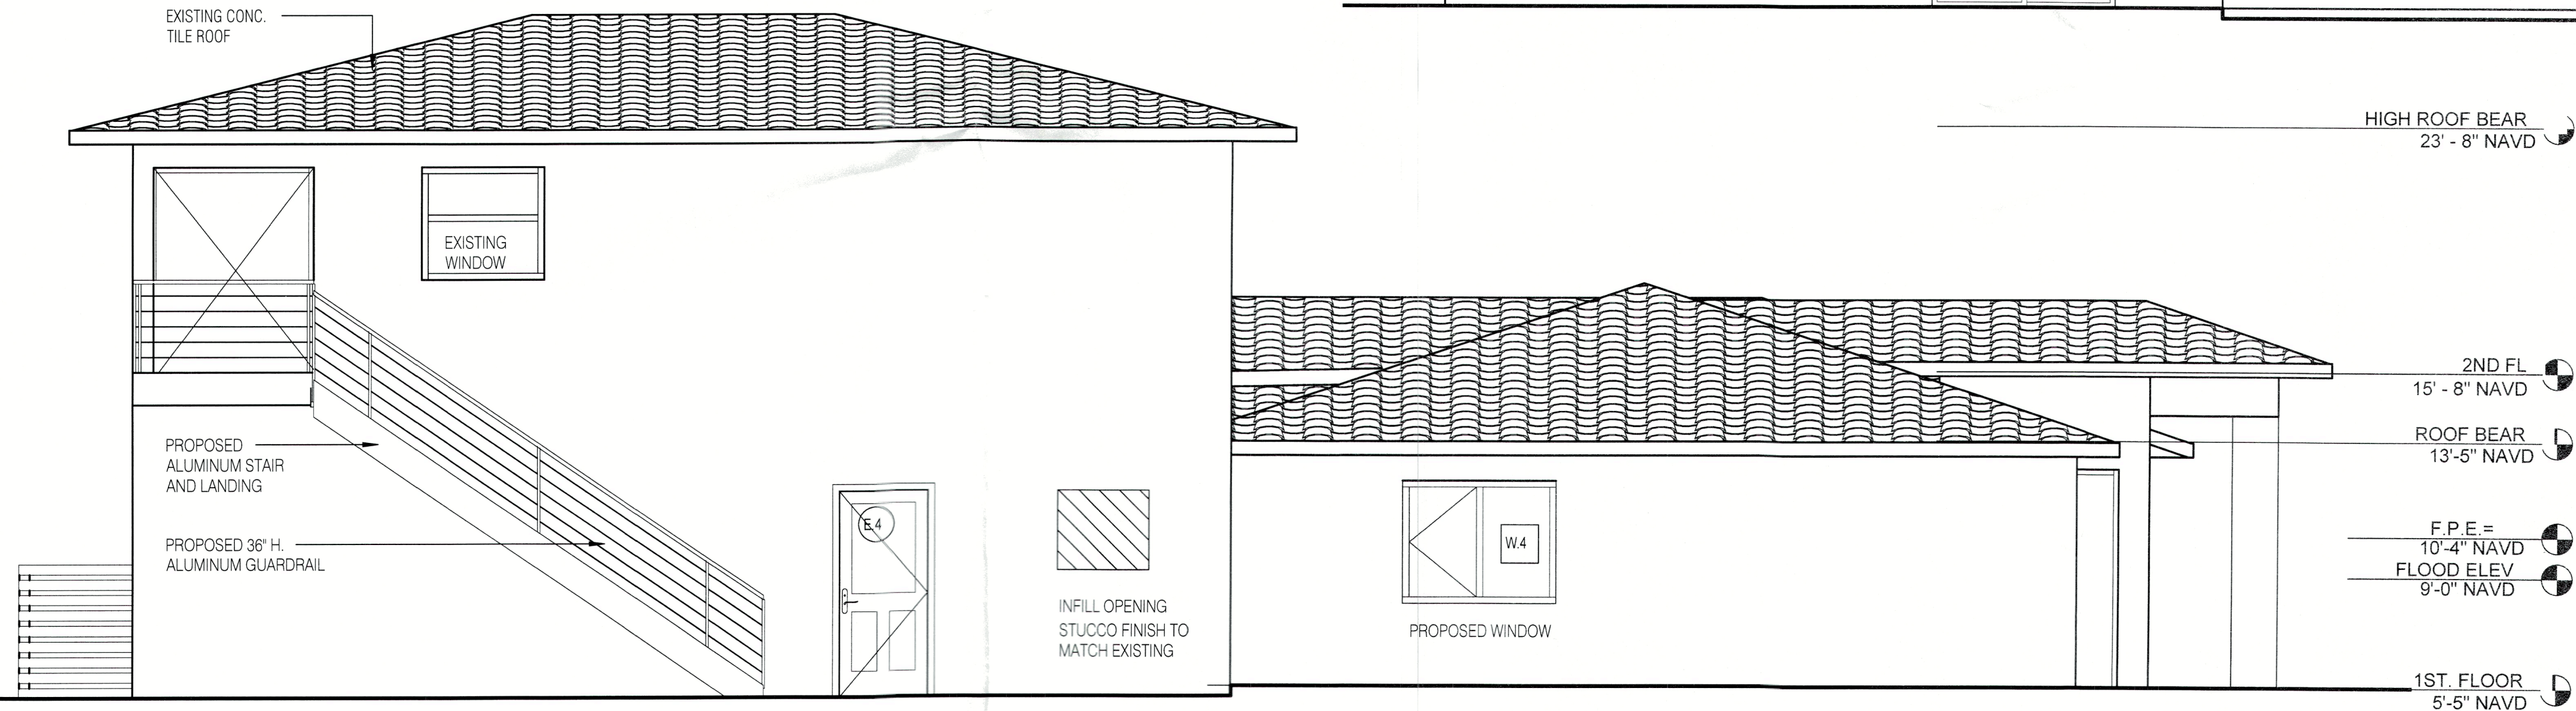 EXISTING CONC.
TILE ROOF
HIGH ROOF BEAR
23' - 8" NAVD
EXISTING
WINDOW
2ND FL
15' - 8" NAVD
PROPOSED
ALUMINUM STAIR
AND LANDING
ROOF BEAR
13'-5" NAVD
E.4
W.4
PROPOSED 36" H.
ALUMINUM GUARDRAIL
F.P.E.=
10'-4" NAVD
FLOOD ELEV
9'-0" NAVD
INFILL OPENING
STUCCO FINISH TO
MATCH EXISTING
PROPOSED WINDOW
1ST. FLOOR
5'-5" NAVD